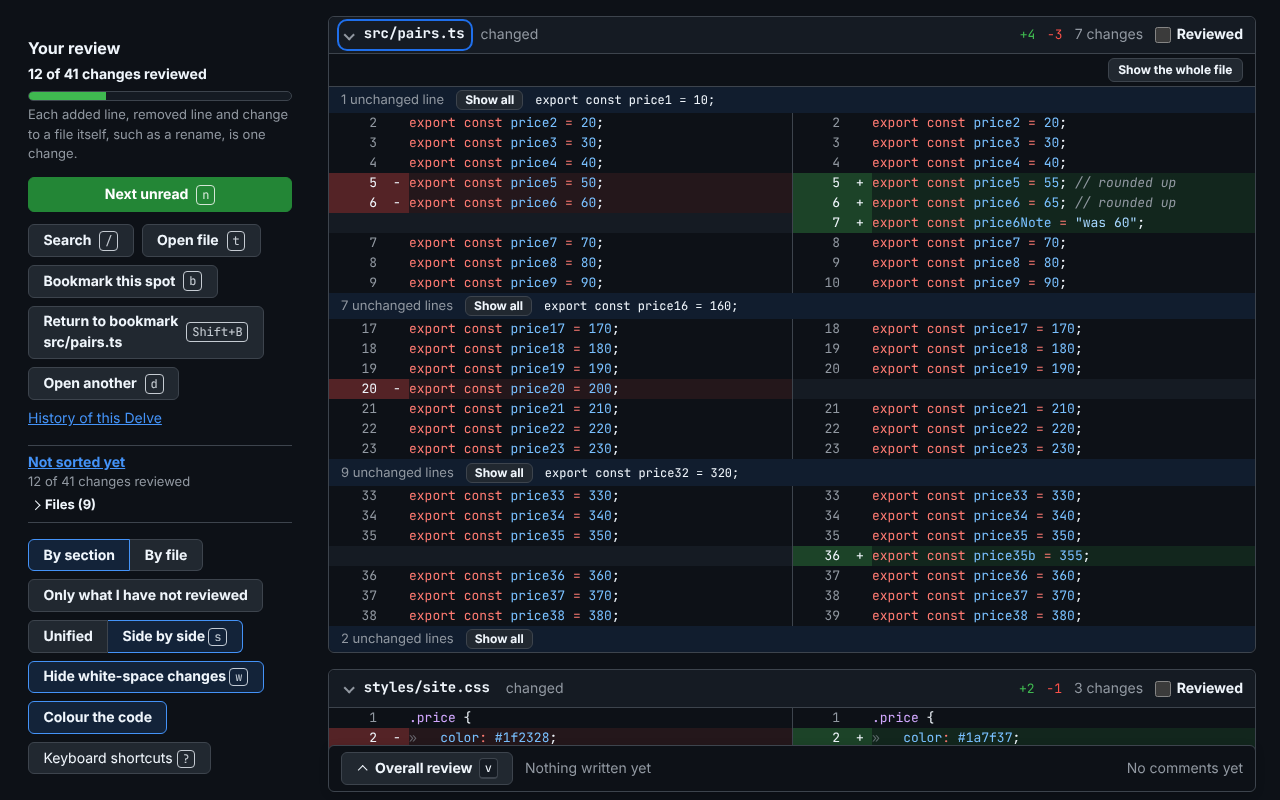 Your review
12 of 41 changes reviewed
Each added line, removed line and change
to a file itself, such as a rename, is one
change.
Next unread n
Search / Open file t
Bookmark this spot b
Return to bookmark
src/pairs.ts Shift+B
Open another d
History of this Delve
Not sorted yet
12 of 41 changes reviewed
Files (9)
By section By file
Only what I have not reviewed
Unified Side by side s
Hide white-space changes w
Colour the code
Keyboard shortcuts ?
src/pairs.ts changed +4 -3 7 changes Reviewed
Show the whole file
1 unchanged line Show all export const price1 = 10;
2 export const price2 = 20; 2 export const price2 = 20;
3 export const price3 = 30; 3 export const price3 = 30;
4 export const price4 = 40; 4 export const price4 = 40;
5 - export const price5 = 50; 5 + export const price5 = 55; // rounded up
6 - export const price6 = 60; 6 + export const price6 = 65; // rounded up
7 + export const price6Note = "was 60";
7 export const price7 = 70; 8 export const price7 = 70;
8 export const price8 = 80; 9 export const price8 = 80;
9 export const price9 = 90; 10 export const price9 = 90;
7 unchanged lines Show all export const price16 = 160;
17 export const price17 = 170; 18 export const price17 = 170;
18 export const price18 = 180; 19 export const price18 = 180;
19 export const price19 = 190; 20 export const price19 = 190;
20 - export const price20 = 200;
21 export const price21 = 210; 21 export const price21 = 210;
22 export const price22 = 220; 22 export const price22 = 220;
23 export const price23 = 230; 23 export const price23 = 230;
9 unchanged lines Show all export const price32 = 320;
33 export const price33 = 330; 33 export const price33 = 330;
34 export const price34 = 340; 34 export const price34 = 340;
35 export const price35 = 350; 35 export const price35 = 350;
36 + export const price35b = 355;
36 export const price36 = 360; 37 export const price36 = 360;
37 export const price37 = 370; 38 export const price37 = 370;
38 export const price38 = 380; 39 export const price38 = 380;
2 unchanged lines Show all
styles/site.css changed +2 -1 3 changes Reviewed
1 .price { 1 .price {
2 - » color: #1f2328; 2 + » color: #1a7f37;
Overall review v Nothing written yet No comments yet